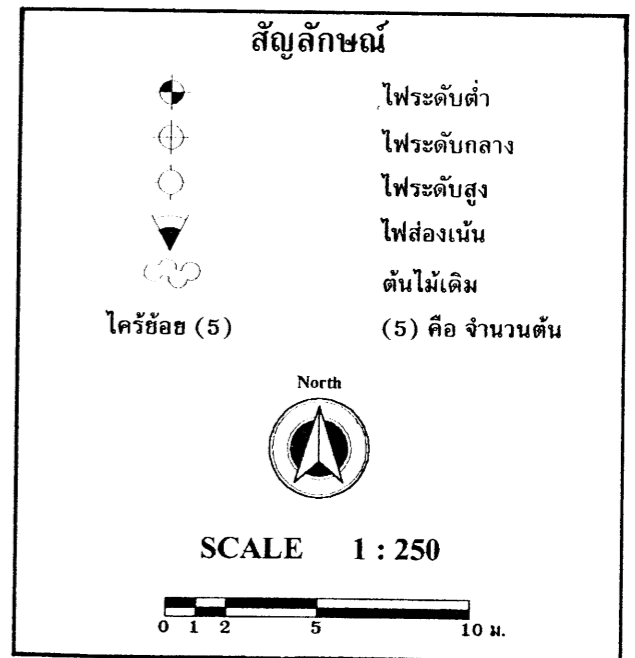 สัญลักษณ์
ไฟระดับต่ำ
ไฟระดับกลาง
ไฟระดับสูง
ไฟส่องเน้น
ต้นไม้เดิม
ไคร้ย้อย (5) (5) คือ จำนวนต้น
North
SCALE 1 : 250
0 1 2 5 10 ม.